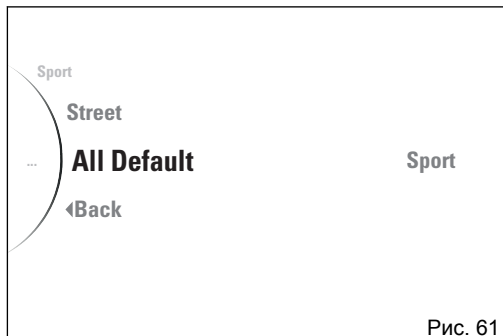 Sport
Street
... All Default Sport
◀Back
Рис. 61